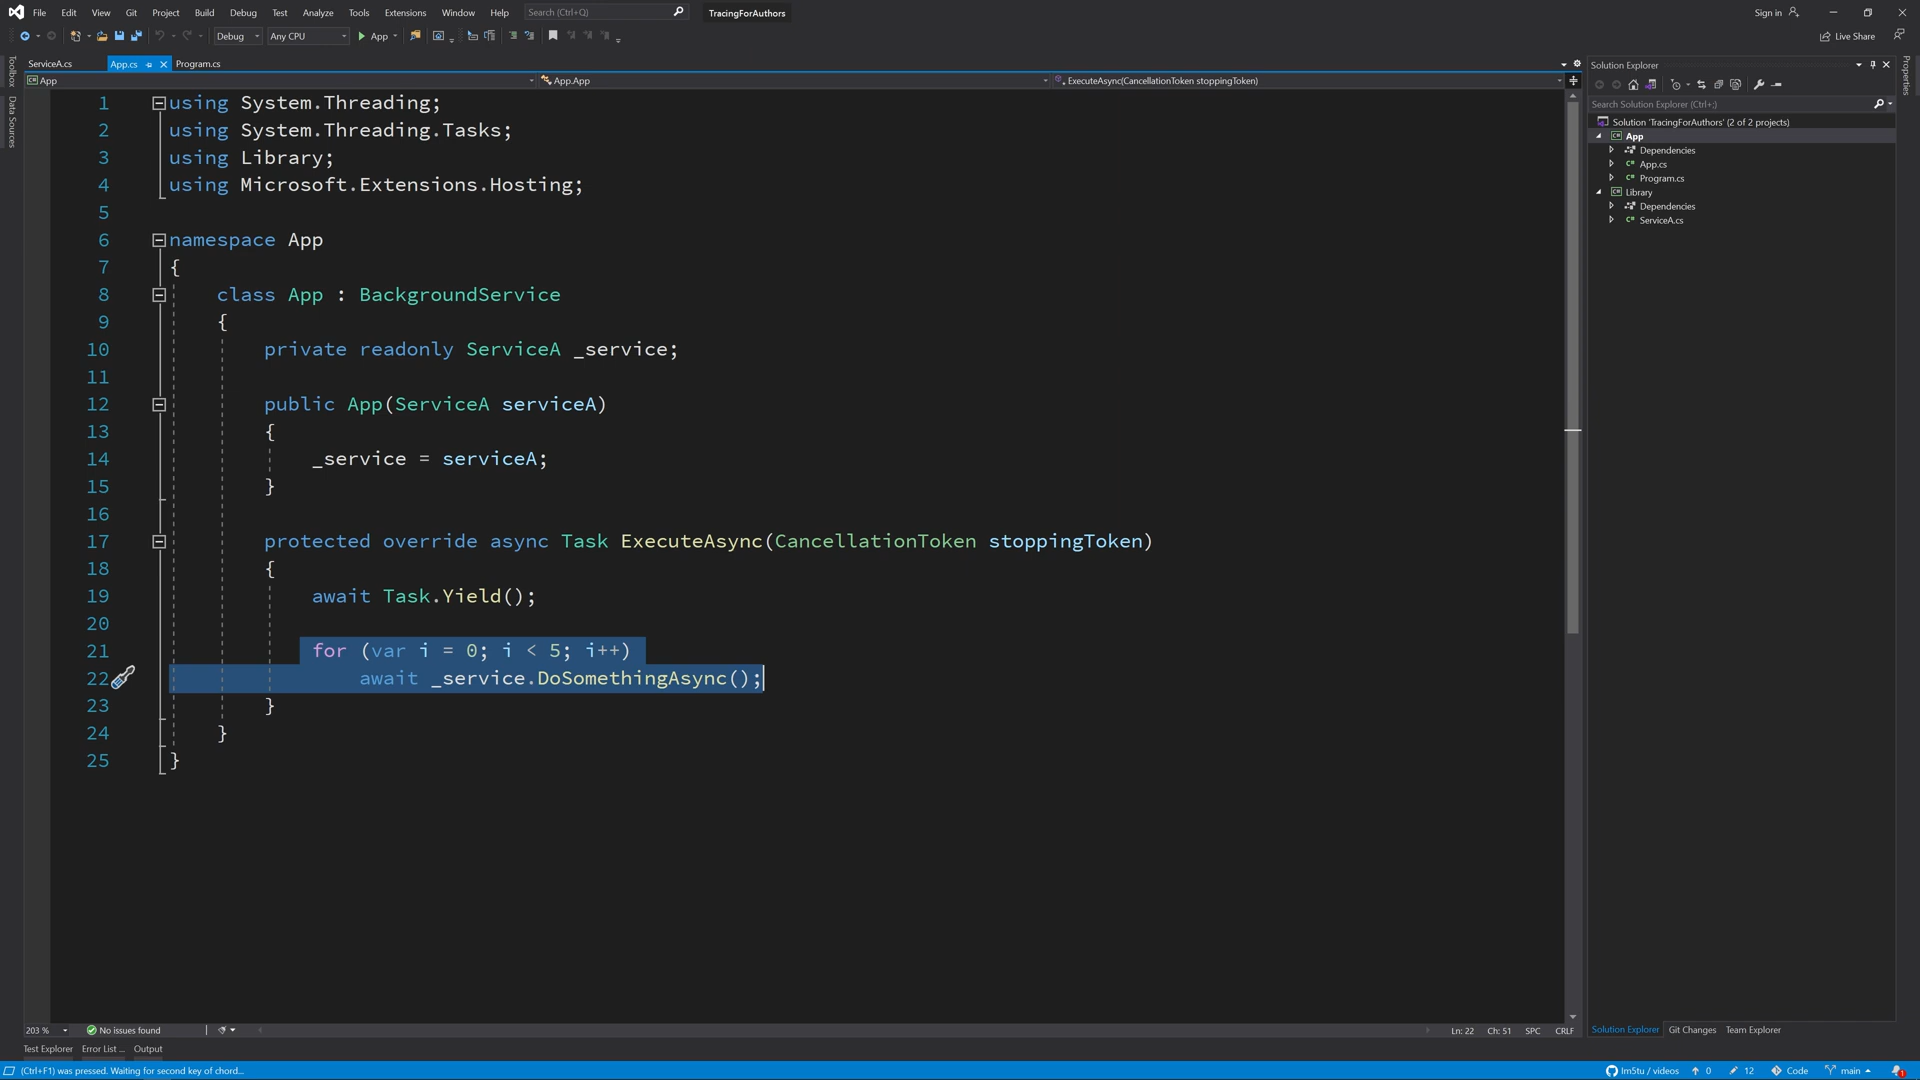 File Edit View Git Project Build Debug Test Analyze Tools Extensions Window Help Search (Ctrl+Q) TracingForAuthors Sign in
Debug Any CPU App Live Share
ServiceA.cs App.cs Program.cs
App App.App ExecuteAsync(CancellationToken stoppingToken)
Toolbox
Data Sources
1 using System.Threading;
2 using System.Threading.Tasks;
3 using Library;
4 using Microsoft.Extensions.Hosting;
5
6 namespace App
7 {
8 class App : BackgroundService
9 {
10 private readonly ServiceA _service;
11
12 public App(ServiceA serviceA)
13 {
14 _service = serviceA;
15 }
16
17 protected override async Task ExecuteAsync(CancellationToken stoppingToken)
18 {
19 await Task.Yield();
20
21 for (var i = 0; i < 5; i++)
22 await _service.DoSomethingAsync();
23 }
24 }
25 }
Solution Explorer
Search Solution Explorer (Ctrl+;)
Solution 'TracingForAuthors' (2 of 2 projects)
App
Dependencies
App.cs
Program.cs
Library
Dependencies
ServiceA.cs
Properties
203 % No issues found Ln: 22 Ch: 51 SPC CRLF
Solution Explorer Git Changes Team Explorer
Test Explorer Error List ... Output
(Ctrl+F1) was pressed. Waiting for second key of chord... lm5tu / videos 0 12 Code main 1